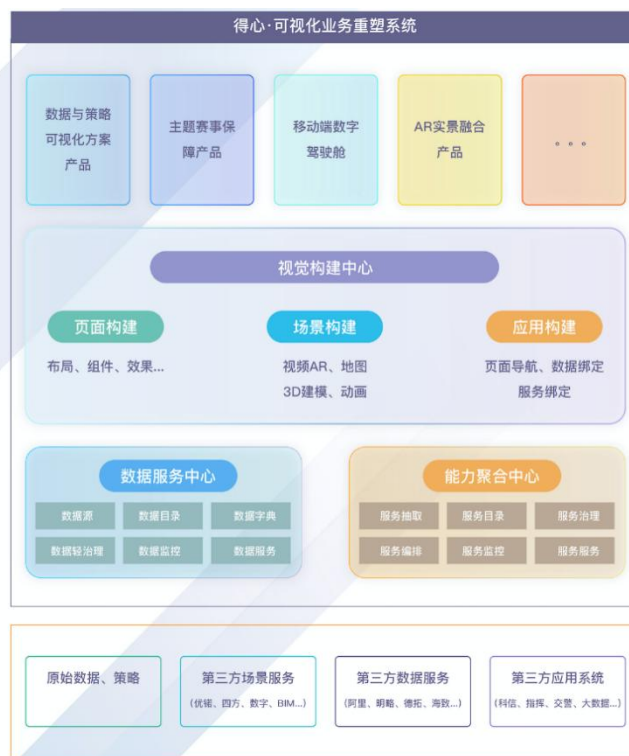 得心·可视化业务重塑系统
数据与策略
可视化方案
产品
主题赛事保
障产品
移动端数字
驾驶舱
AR实景融合
产品
。。。
视觉构建中心
页面构建
布局、组件、效果...
场景构建
视频AR、地图
3D建模、动画
应用构建
页面导航、数据绑定
服务绑定
数据服务中心
数据源
数据目录
数据字典
数据轻治理
数据监控
数据服务
能力聚合中心
服务抽取
服务目录
服务治理
服务编排
服务监控
服务服务
原始数据、策略
第三方场景服务
(优锘、四方、数字、BIM...)
第三方数据服务
(阿里、明略、德拓、海致...)
第三方应用系统
(科信、指挥、交警、大数据...)